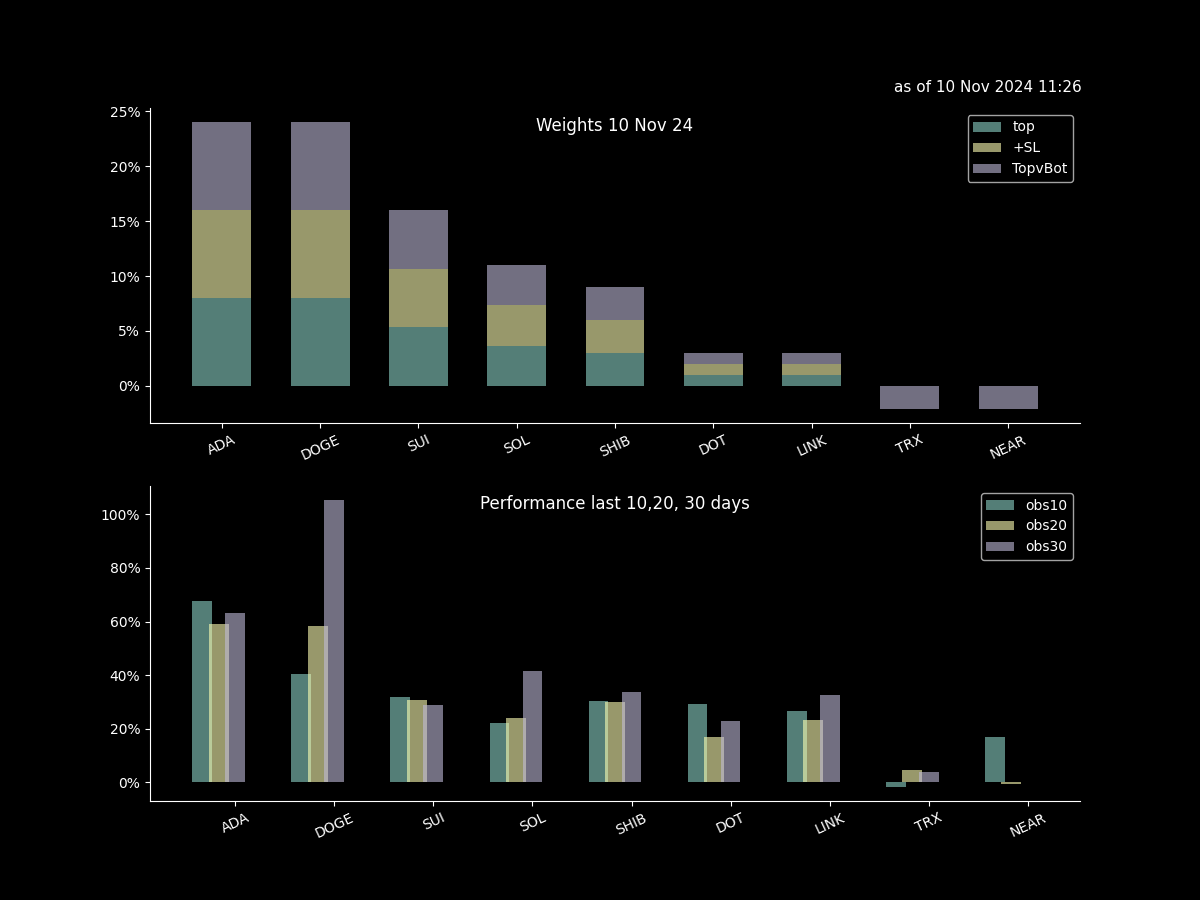 as of 10 Nov 2024 11:26
Weights 10 Nov 24
25%
20%
15%
10%
5%
0%
top
+SL
TopvBot
ADA DOGE SUI SOL SHIB DOT LINK TRX NEAR
Performance last 10,20, 30 days
100%
80%
60%
40%
20%
0%
obs10
obs20
obs30
ADA DOGE SUI SOL SHIB DOT LINK TRX NEAR